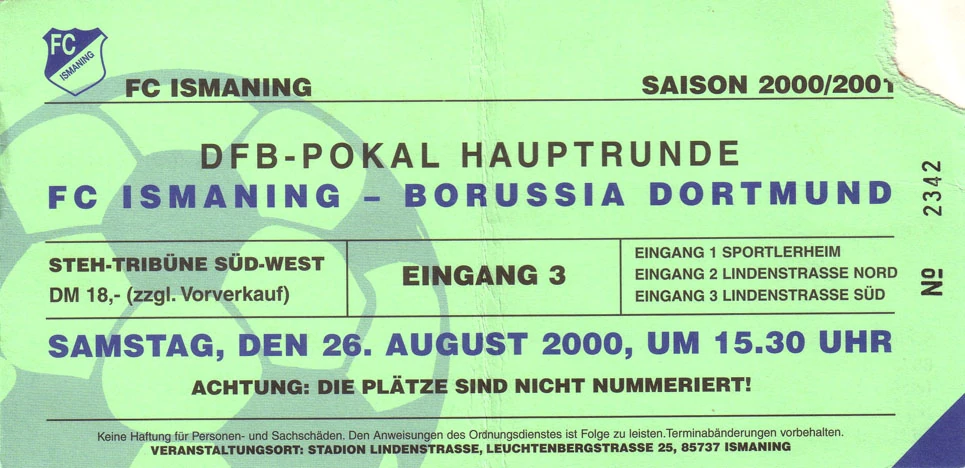 FC
ISMANING
FC ISMANING
SAISON 2000/2001
DFB-POKAL HAUPTRUNDE
FC ISMANING – BORUSSIA DORTMUND
STEH-TRIBÜNE SÜD-WEST
DM 18,- (zzgl. Vorverkauf)
EINGANG 3
EINGANG 1 SPORTLERHEIM
EINGANG 2 LINDENSTRASSE NORD
EINGANG 3 LINDENSTRASSE SÜD
SAMSTAG, DEN 26. AUGUST 2000, UM 15.30 UHR
ACHTUNG: DIE PLÄTZE SIND NICHT NUMMERIERT!
Keine Haftung für Personen- und Sachschäden. Den Anweisungen des Ordnungsdienstes ist Folge zu leisten.Terminabänderungen vorbehalten.
VERANSTALTUNGSORT: STADION LINDENSTRASSE, LEUCHTENBERGSTRASSE 25, 85737 ISMANING
№ 2342